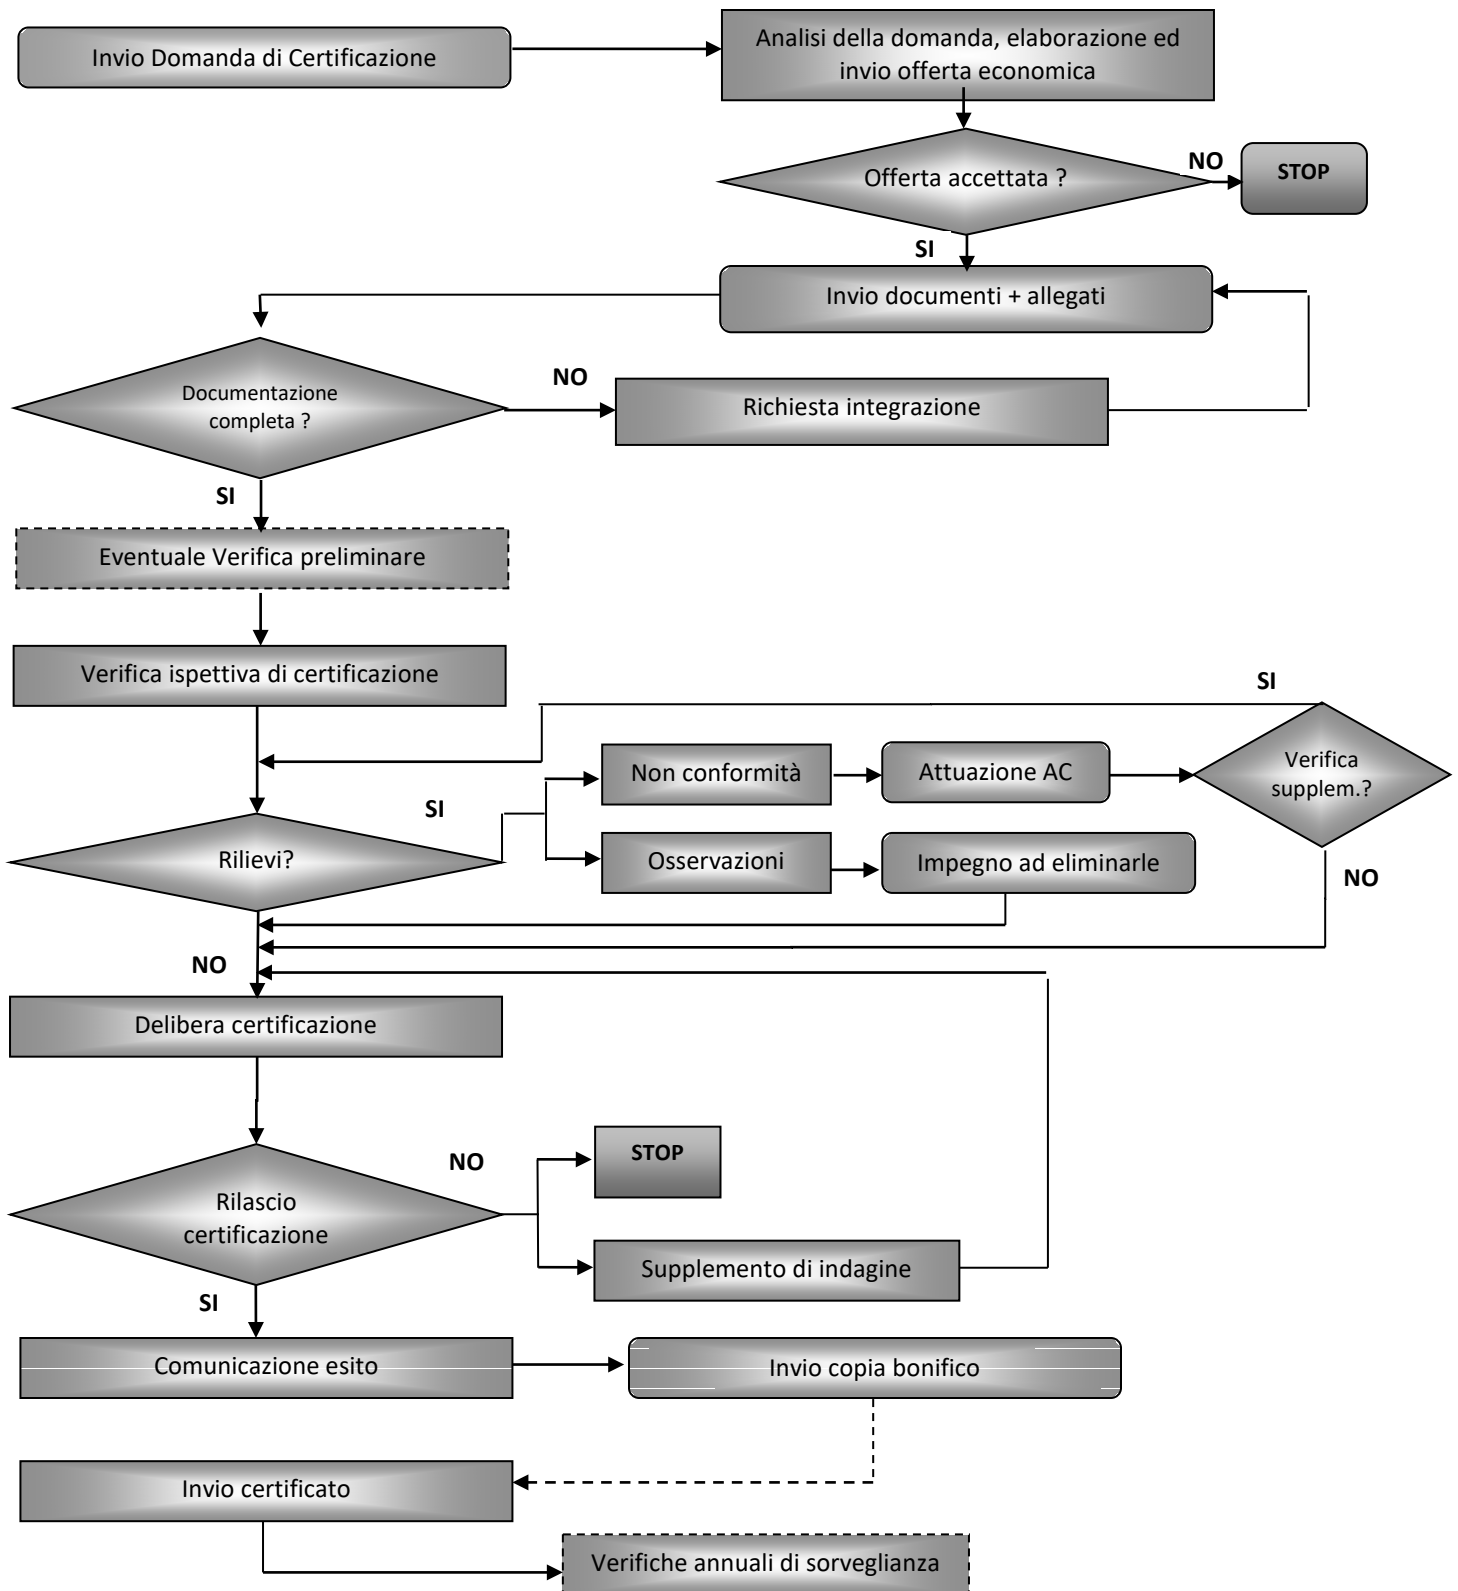 Invio Domanda di Certificazione
Analisi della domanda, elaborazione ed
invio offerta economica
Offerta accettata ?
NO
STOP
SI
Invio documenti + allegati
Documentazione
completa ?
NO
Richiesta integrazione
SI
Eventuale Verifica preliminare
Verifica ispettiva di certificazione
SI
Non conformità
Attuazione AC
Verifica
supplem.?
SI
Rilievi?
Osservazioni
Impegno ad eliminarle
NO
NO
Delibera certificazione
NO
STOP
Rilascio
certificazione
Supplemento di indagine
SI
Comunicazione esito
Invio copia bonifico
Invio certificato
Verifiche annuali di sorveglianza